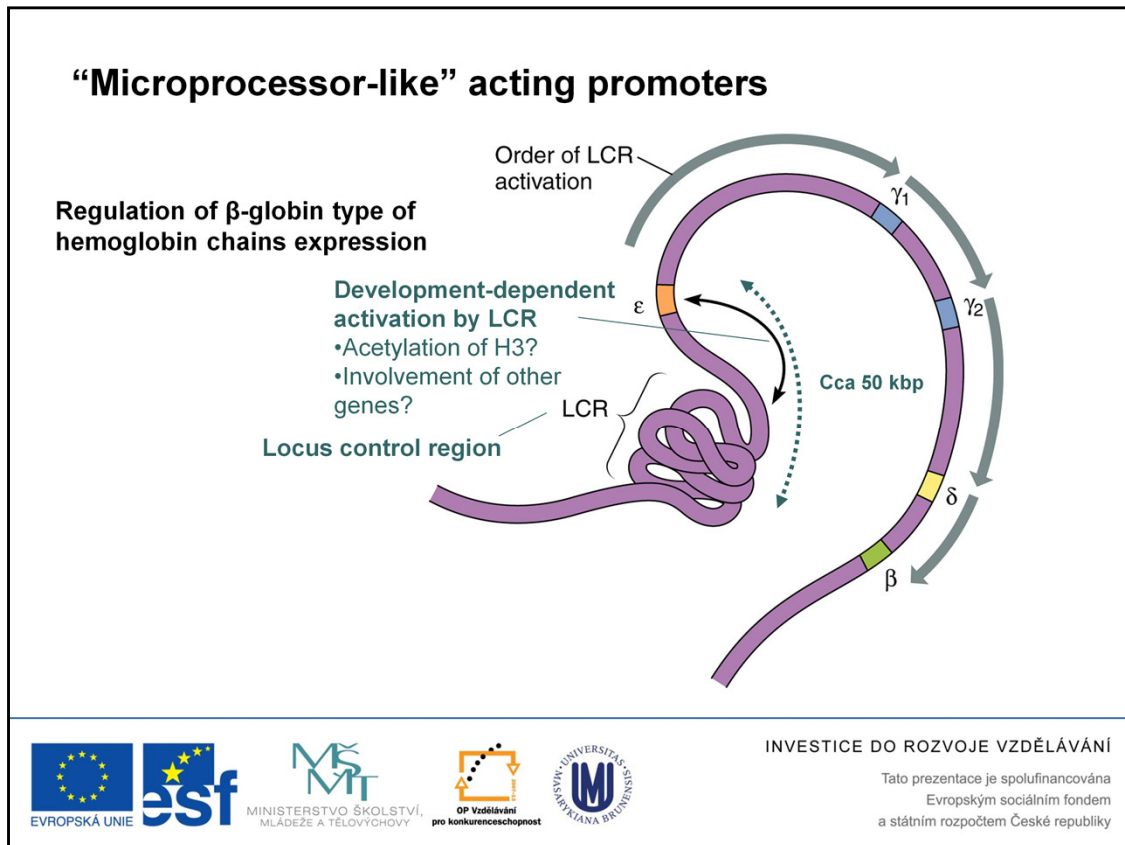 “Microprocessor-like” acting promoters
Order of LCR
activation
Regulation of β-globin type of
hemoglobin chains expression
Development-dependent
activation by LCR
•Acetylation of H3?
•Involvement of other
genes?
Locus control region
LCR
ε
Cca 50 kbp
γ1
γ2
δ
β
EVROPSKÁ UNIE
esf
MŠMT
MINISTERSTVO ŠKOLSTVÍ,
MLÁDEŽE A TĚLOVÝCHOVY
2007-13
OP Vzdělávání
pro konkurenceschopnost
UNIVERSITAS MASARYKIANA BRUNENSIS
INVESTICE DO ROZVOJE VZDĚLÁVÁNÍ
Tato prezentace je spolufinancována
Evropským sociálním fondem
a státním rozpočtem České republiky